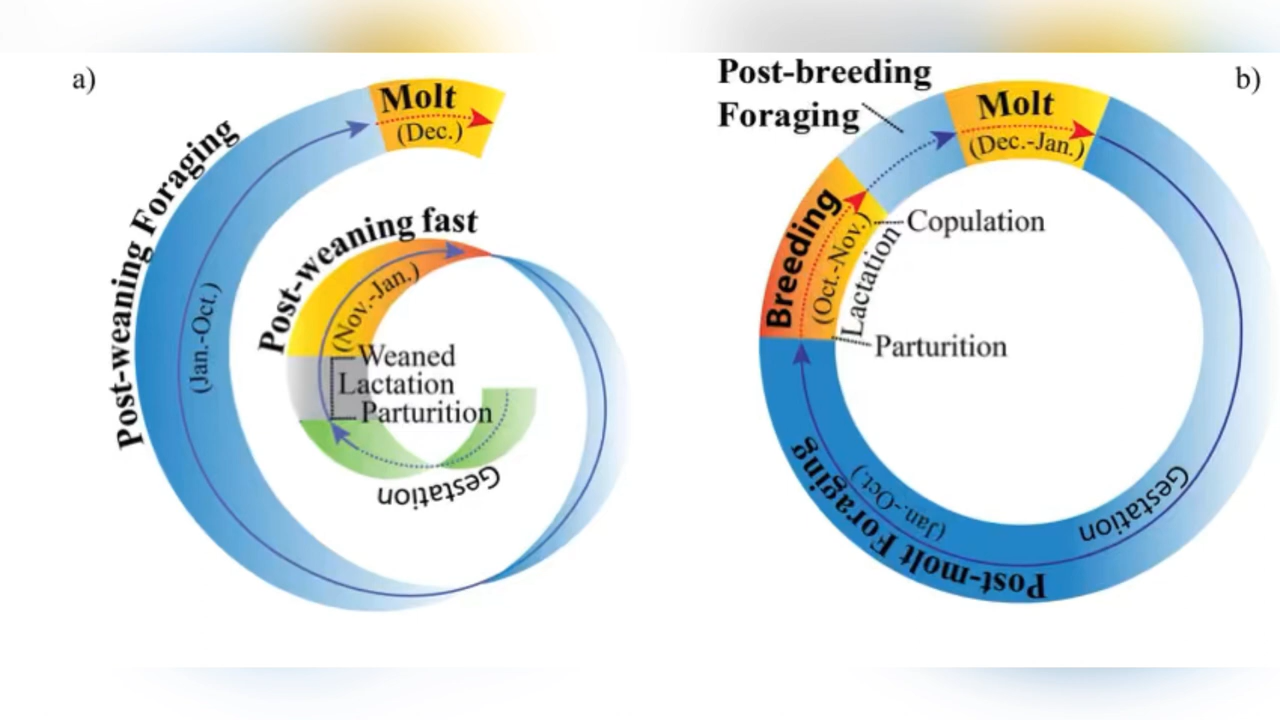 a)
Molt
(Dec.)
Post-weaning Foraging
(Jan.-Oct.)
Post-weaning fast
(Nov.-Jan.)
Weaned
Lactation
Parturition
Gestation
b)
Post-breeding
Foraging
Molt
(Dec.-Jan.)
Breeding
(Oct.-Nov.)
Lactation
Copulation
Parturition
Gestation
(Jan.-Oct.)
Post-molt Foraging